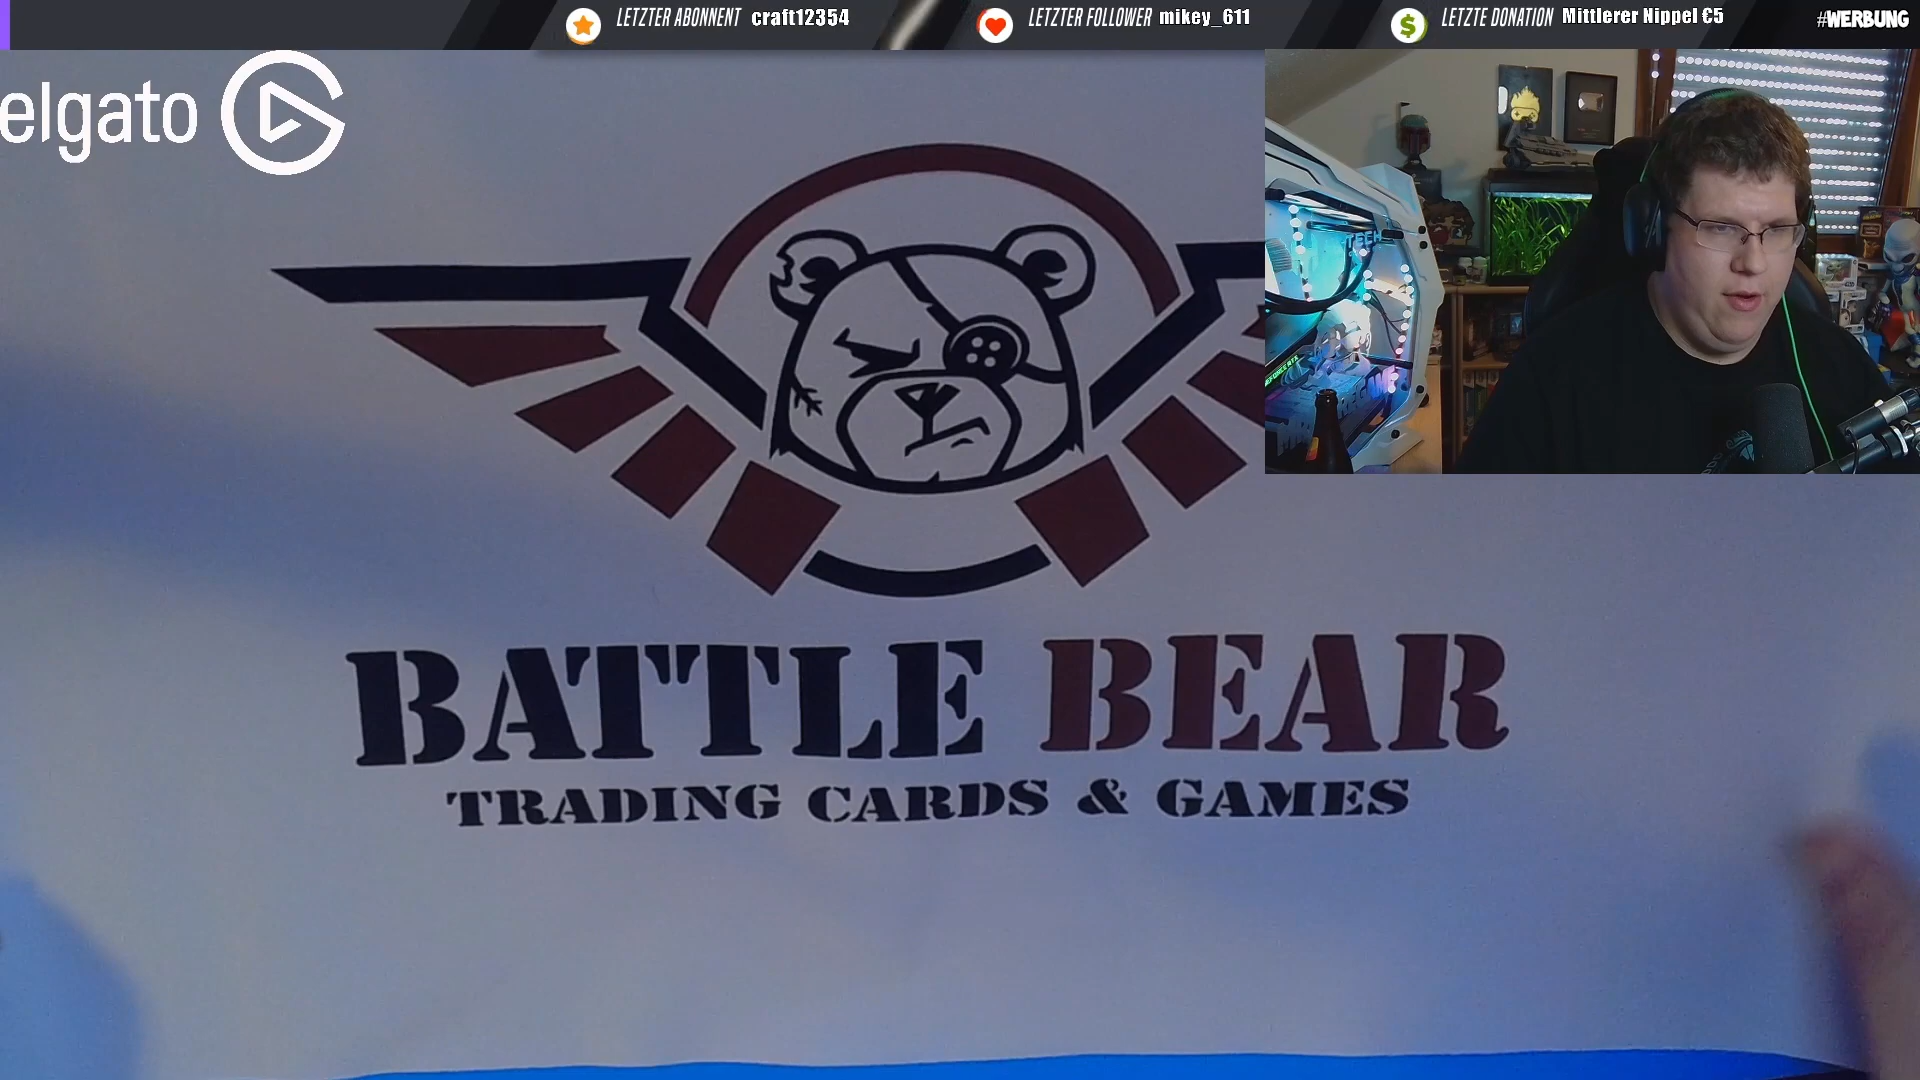 LETZTER ABONNENT craft12354
LETZTER FOLLOWER mikey_611
LETZTE DONATION Mittlerer Nippel €5
#WERBUNG
elgato
BATTLE BEAR
TRADING CARDS & GAMES